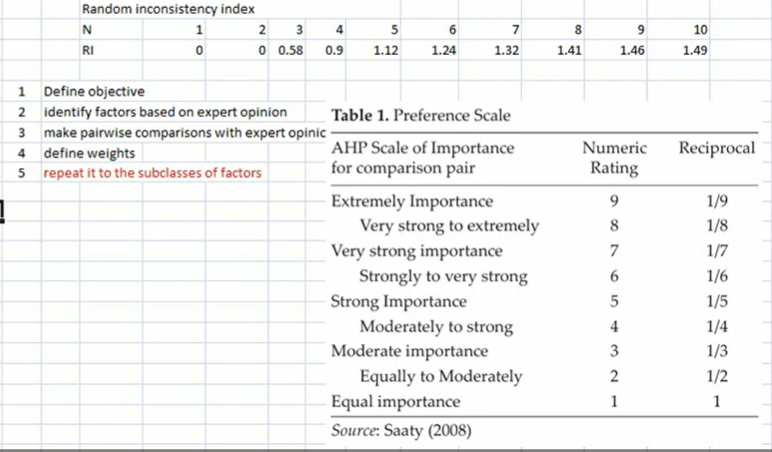 Random inconsistency index
N 1 2 3 4 5 6 7 8 9 10
RI 0 0 0.58 0.9 1.12 1.24 1.32 1.41 1.46 1.49
1 Define objective
2 identify factors based on expert opinion
3 make pairwise comparisons with expert opinic
4 define weights
5 repeat it to the subclasses of factors
Table 1. Preference Scale
AHP Scale of Importance Numeric Reciprocal
for comparison pair Rating
Extremely Importance 9 1/9
Very strong to extremely 8 1/8
Very strong importance 7 1/7
Strongly to very strong 6 1/6
Strong Importance 5 1/5
Moderately to strong 4 1/4
Moderate importance 3 1/3
Equally to Moderately 2 1/2
Equal importance 1 1
Source: Saaty (2008)